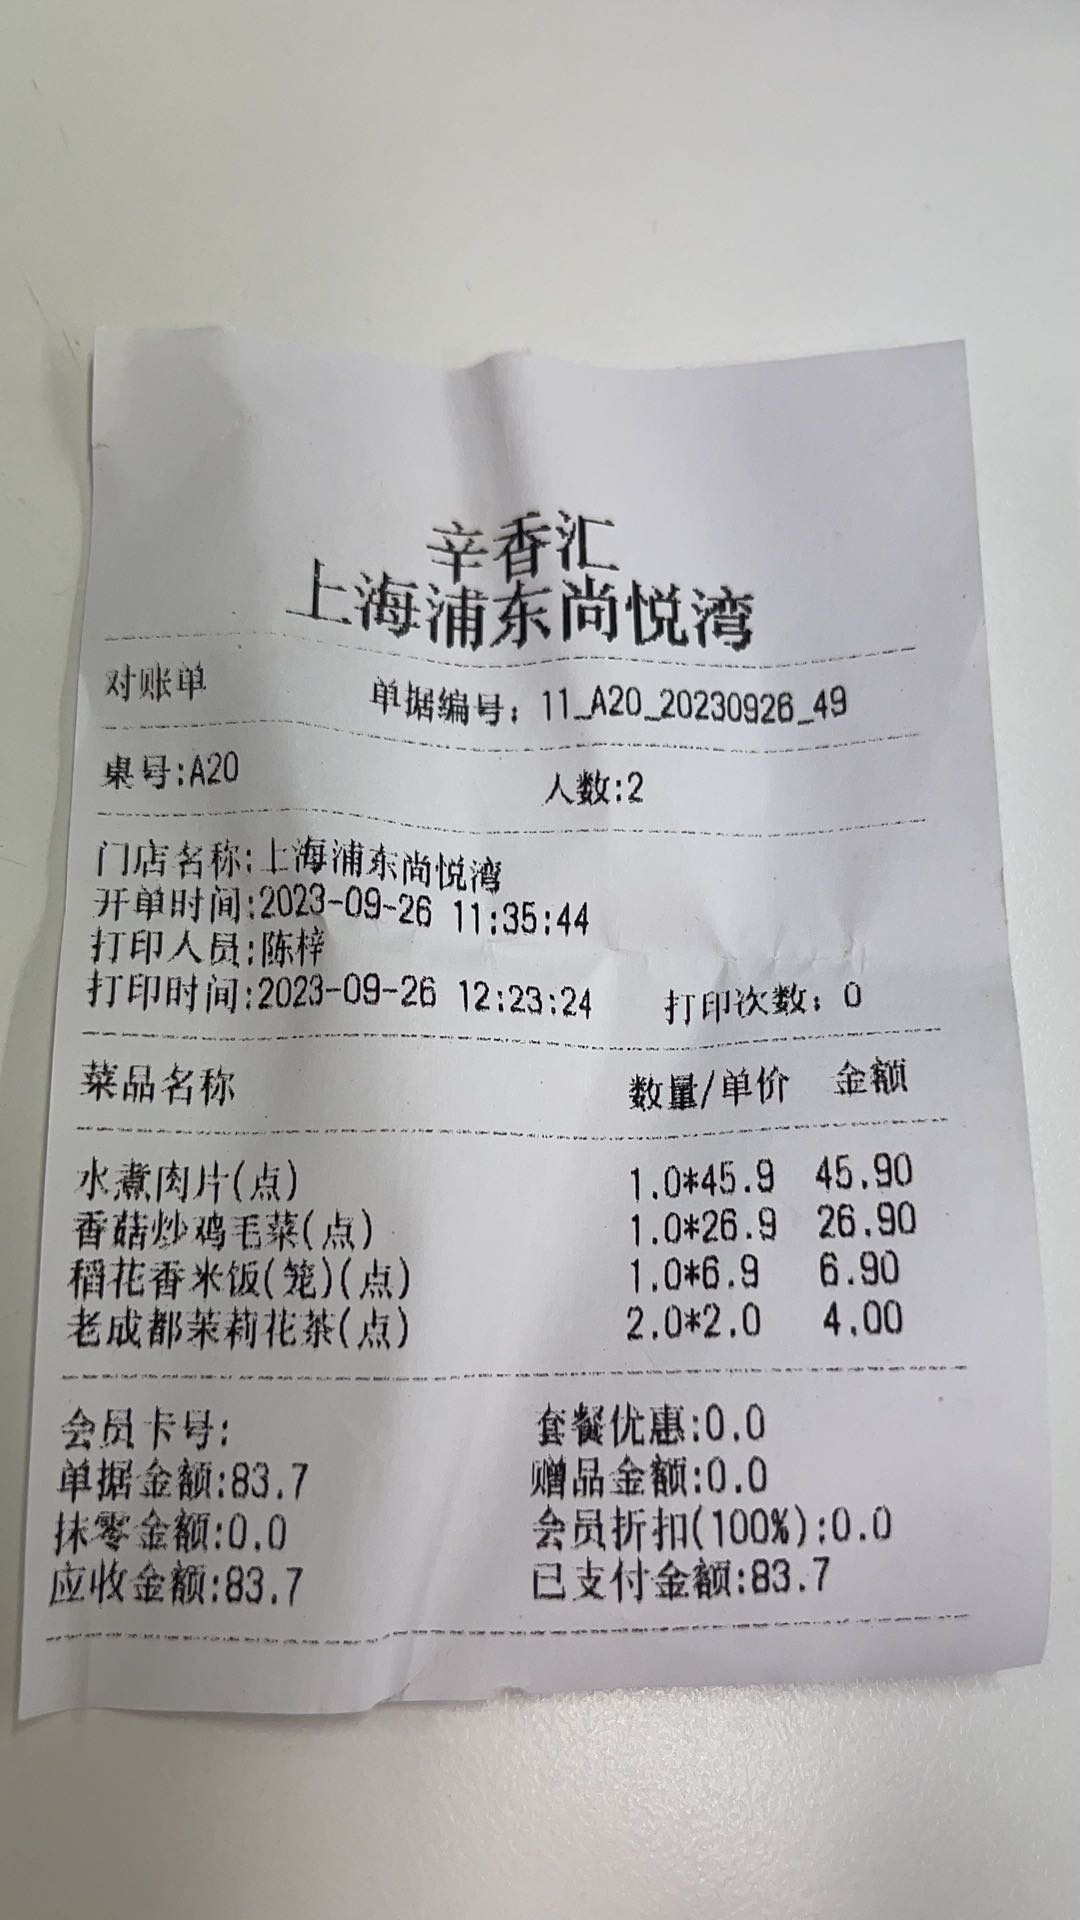 辛香汇
上海浦东尚悦湾
对账单 单据编号：11_A20_20230926_49
桌号:A20 人数:2
门店名称:上海浦东尚悦湾
开单时间:2023-09-26 11:35:44
打印人员:陈梓
打印时间:2023-09-26 12:23:24 打印次数：0
菜品名称 数量/单价 金额
水煮肉片(点) 1.0*45.9 45.90
香菇炒鸡毛菜(点) 1.0*26.9 26.90
稻花香米饭(笼)(点) 1.0*6.9 6.90
老成都茉莉花茶(点) 2.0*2.0 4.00
会员卡号: 套餐优惠:0.0
单据金额:83.7 赠品金额:0.0
抹零金额:0.0 会员折扣(100%):0.0
应收金额:83.7 已支付金额:83.7